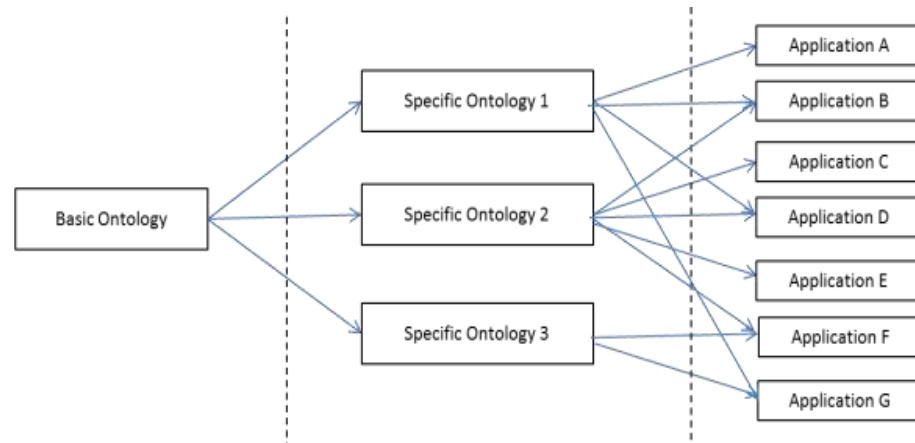 Basic Ontology
Specific Ontology 1
Specific Ontology 2
Specific Ontology 3
Application A
Application B
Application C
Application D
Application E
Application F
Application G